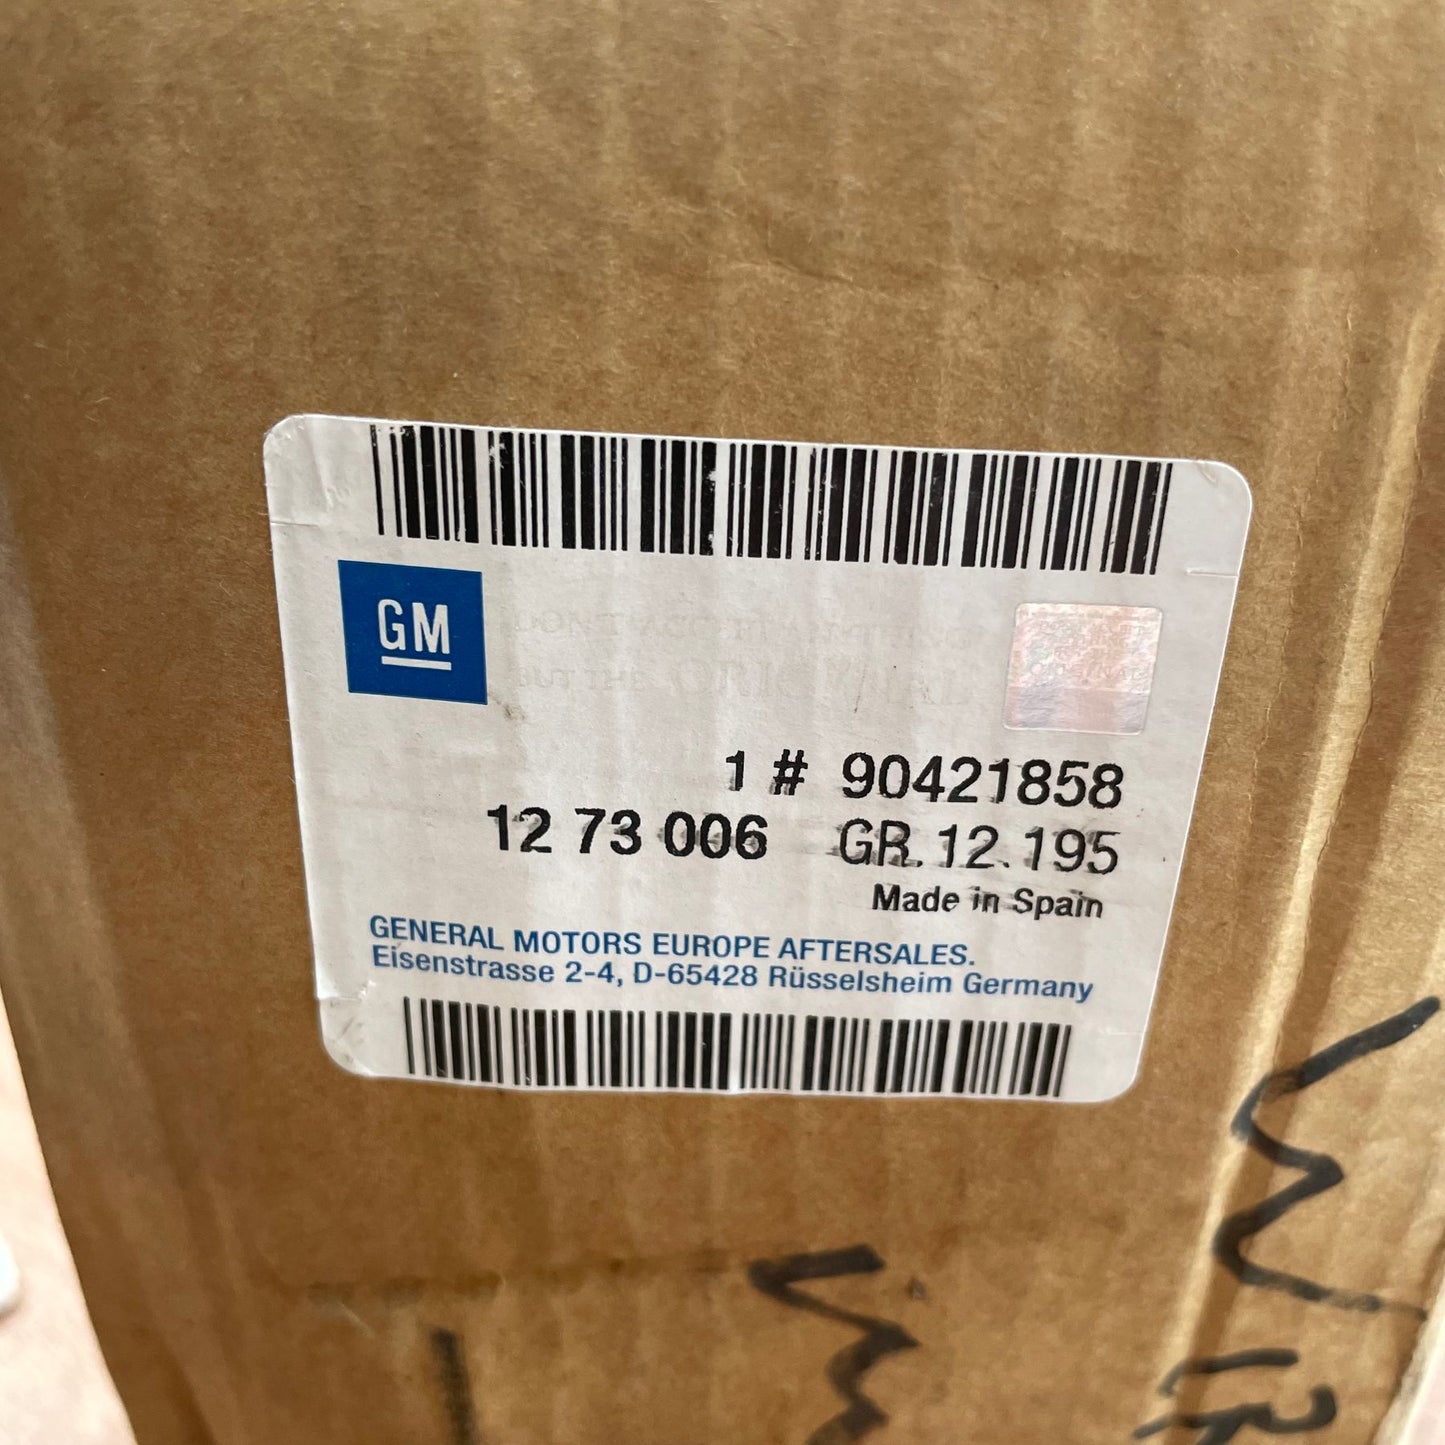 GM
1 # 90421858
12 73 006 GR. 12.195
Made in Spain
GENERAL MOTORS EUROPE AFTERSALES.
Eisenstrasse 2-4, D-65428 Rüsselsheim Germany